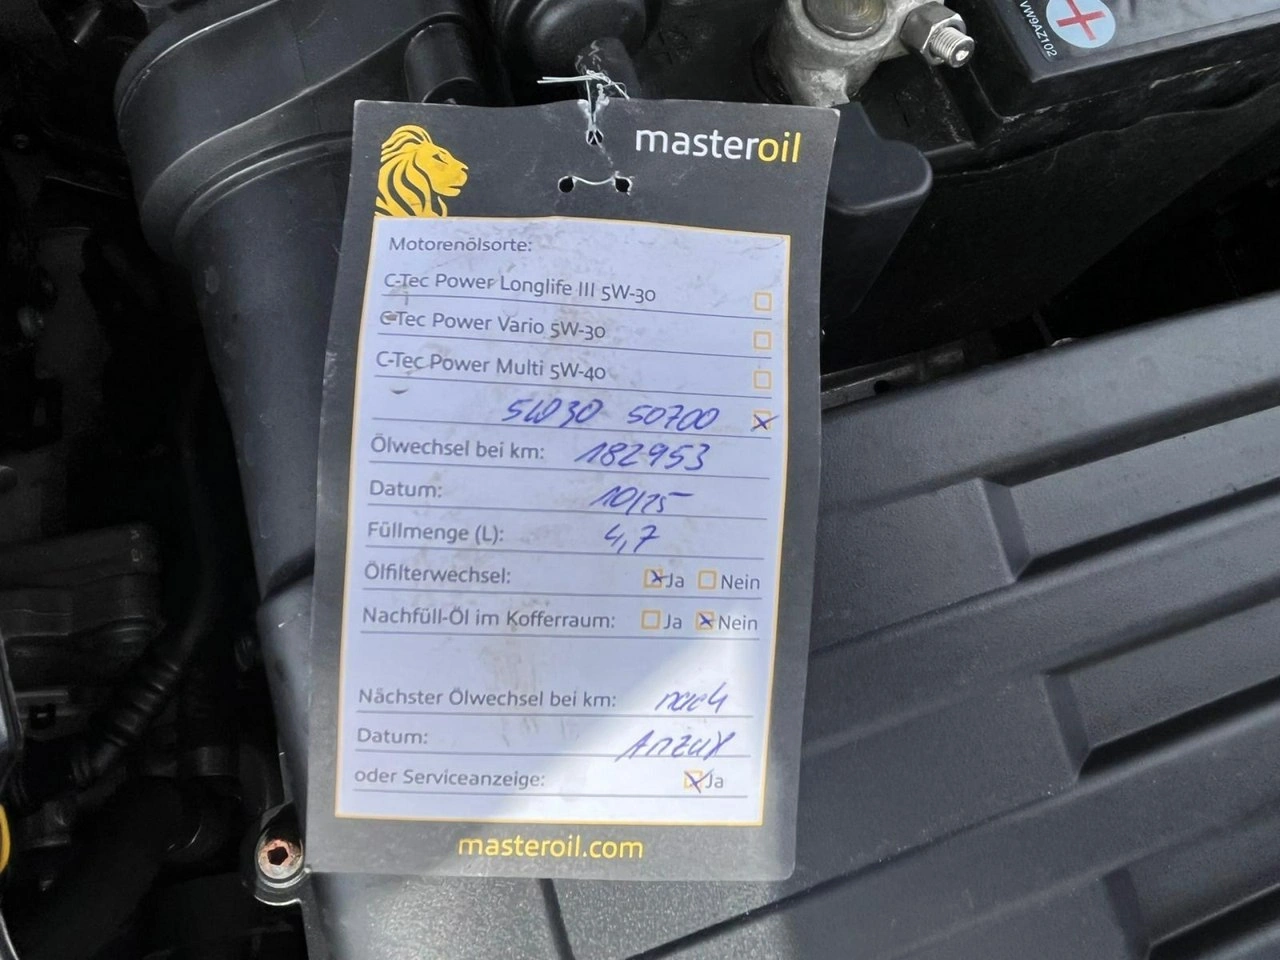 VW9AZ102
masteroil
Motorenölsorte:
C-Tec Power Longlife III 5W-30
C-Tec Power Vario 5W-30
C-Tec Power Multi 5W-40
5W30 50700
Ölwechsel bei km: 182953
Datum: 10/25
Füllmenge (L): 4,7
Ölfilterwechsel: Ja Nein
Nachfüll-Öl im Kofferraum: Ja Nein
Nächster Ölwechsel bei km: nach
Datum:
oder Serviceanzeige: Ja
masteroil.com